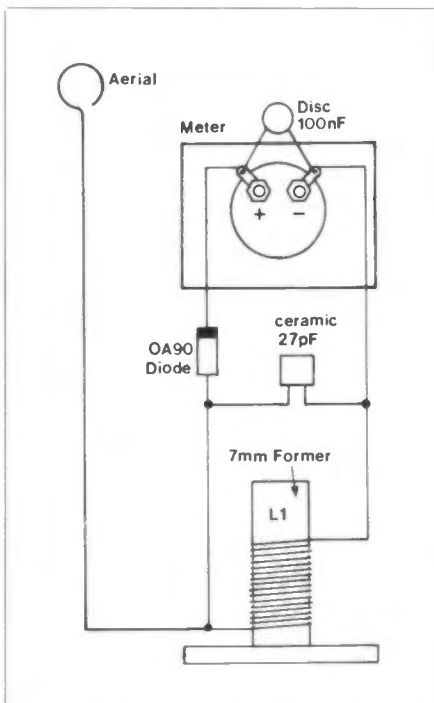 Aerial
Disc
100nF
Meter
+ −
OA90
Diode
ceramic
27pF
7mm Former
L1